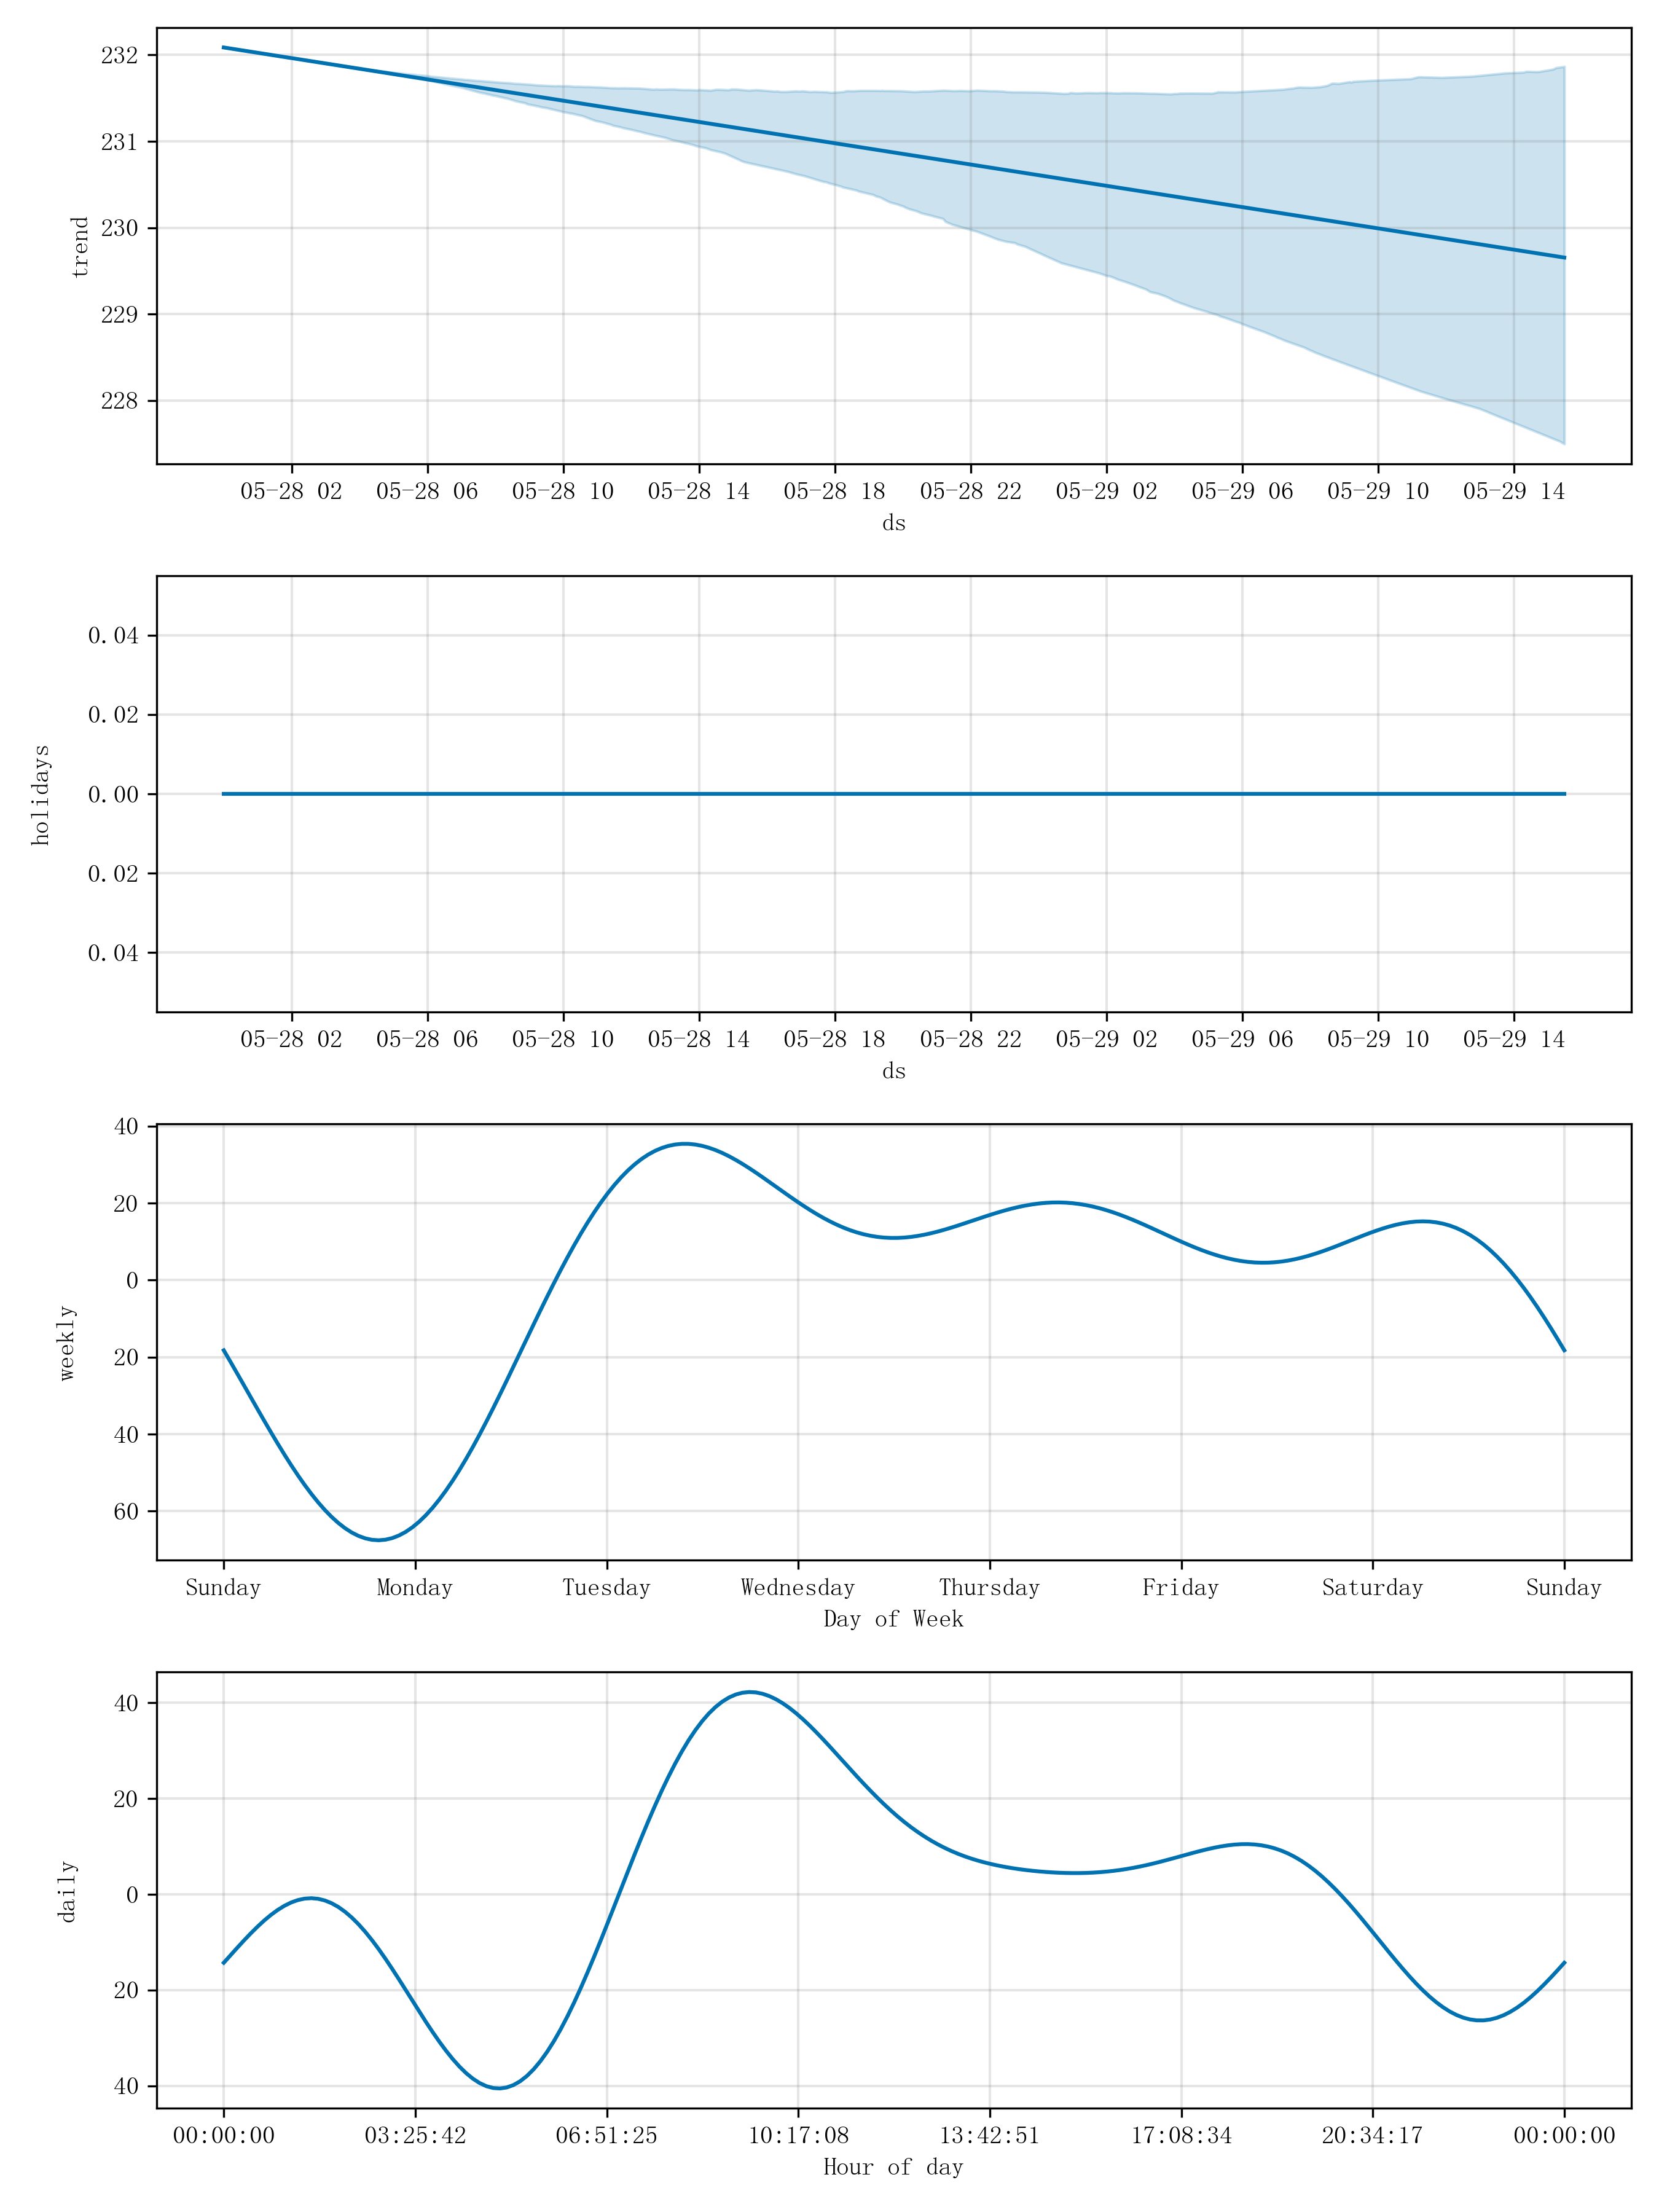 232
231
230
229
228
trend
05-28 02 05-28 06 05-28 10 05-28 14 05-28 18 05-28 22 05-29 02 05-29 06 05-29 10 05-29 14
ds
0.04
0.02
0.00
0.02
0.04
holidays
05-28 02 05-28 06 05-28 10 05-28 14 05-28 18 05-28 22 05-29 02 05-29 06 05-29 10 05-29 14
ds
40
20
0
20
40
60
weekly
Sunday Monday Tuesday Wednesday Thursday Friday Saturday Sunday
Day of Week
40
20
0
20
40
daily
00:00:00 03:25:42 06:51:25 10:17:08 13:42:51 17:08:34 20:34:17 00:00:00
Hour of day